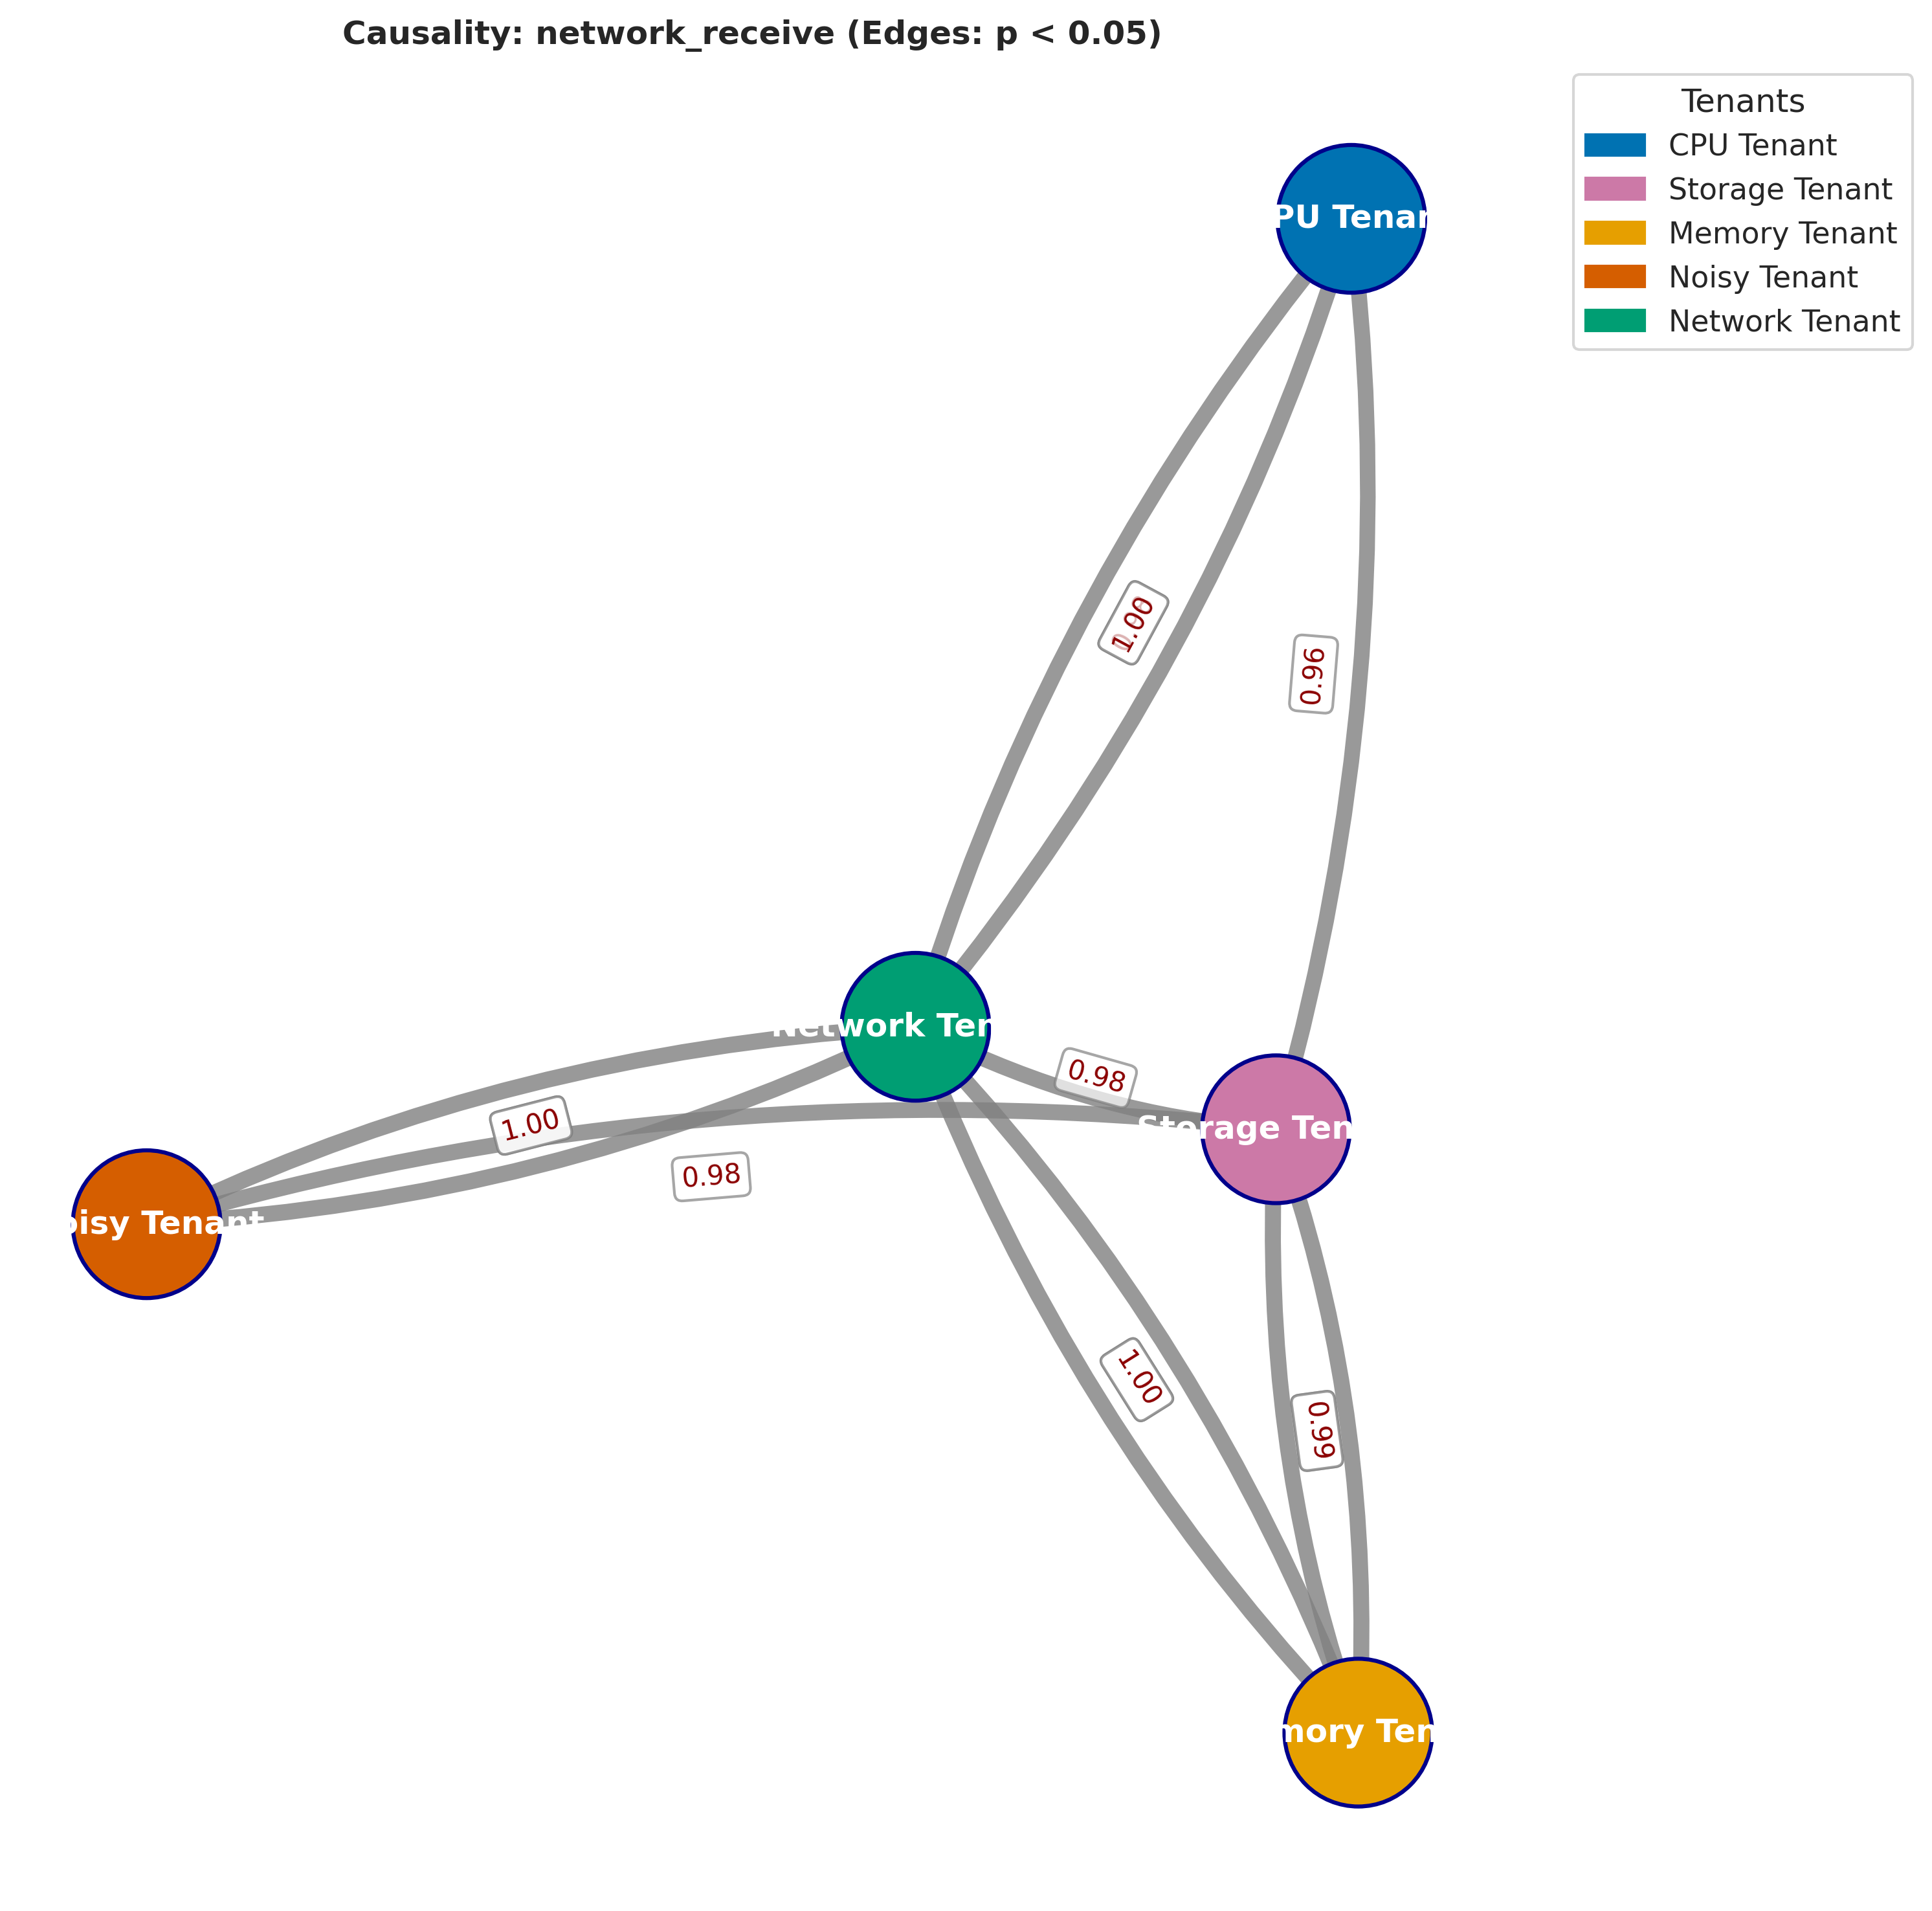 Causality: network_receive (Edges: p < 0.05)
Tenants
CPU Tenant
Storage Tenant
Memory Tenant
Noisy Tenant
Network Tenant
PU Tenan
1.00
0.96
Network Ten
0.98
Storage Ten
1.00
0.98
oisy Tenant
1.00
0.99
mory Ten